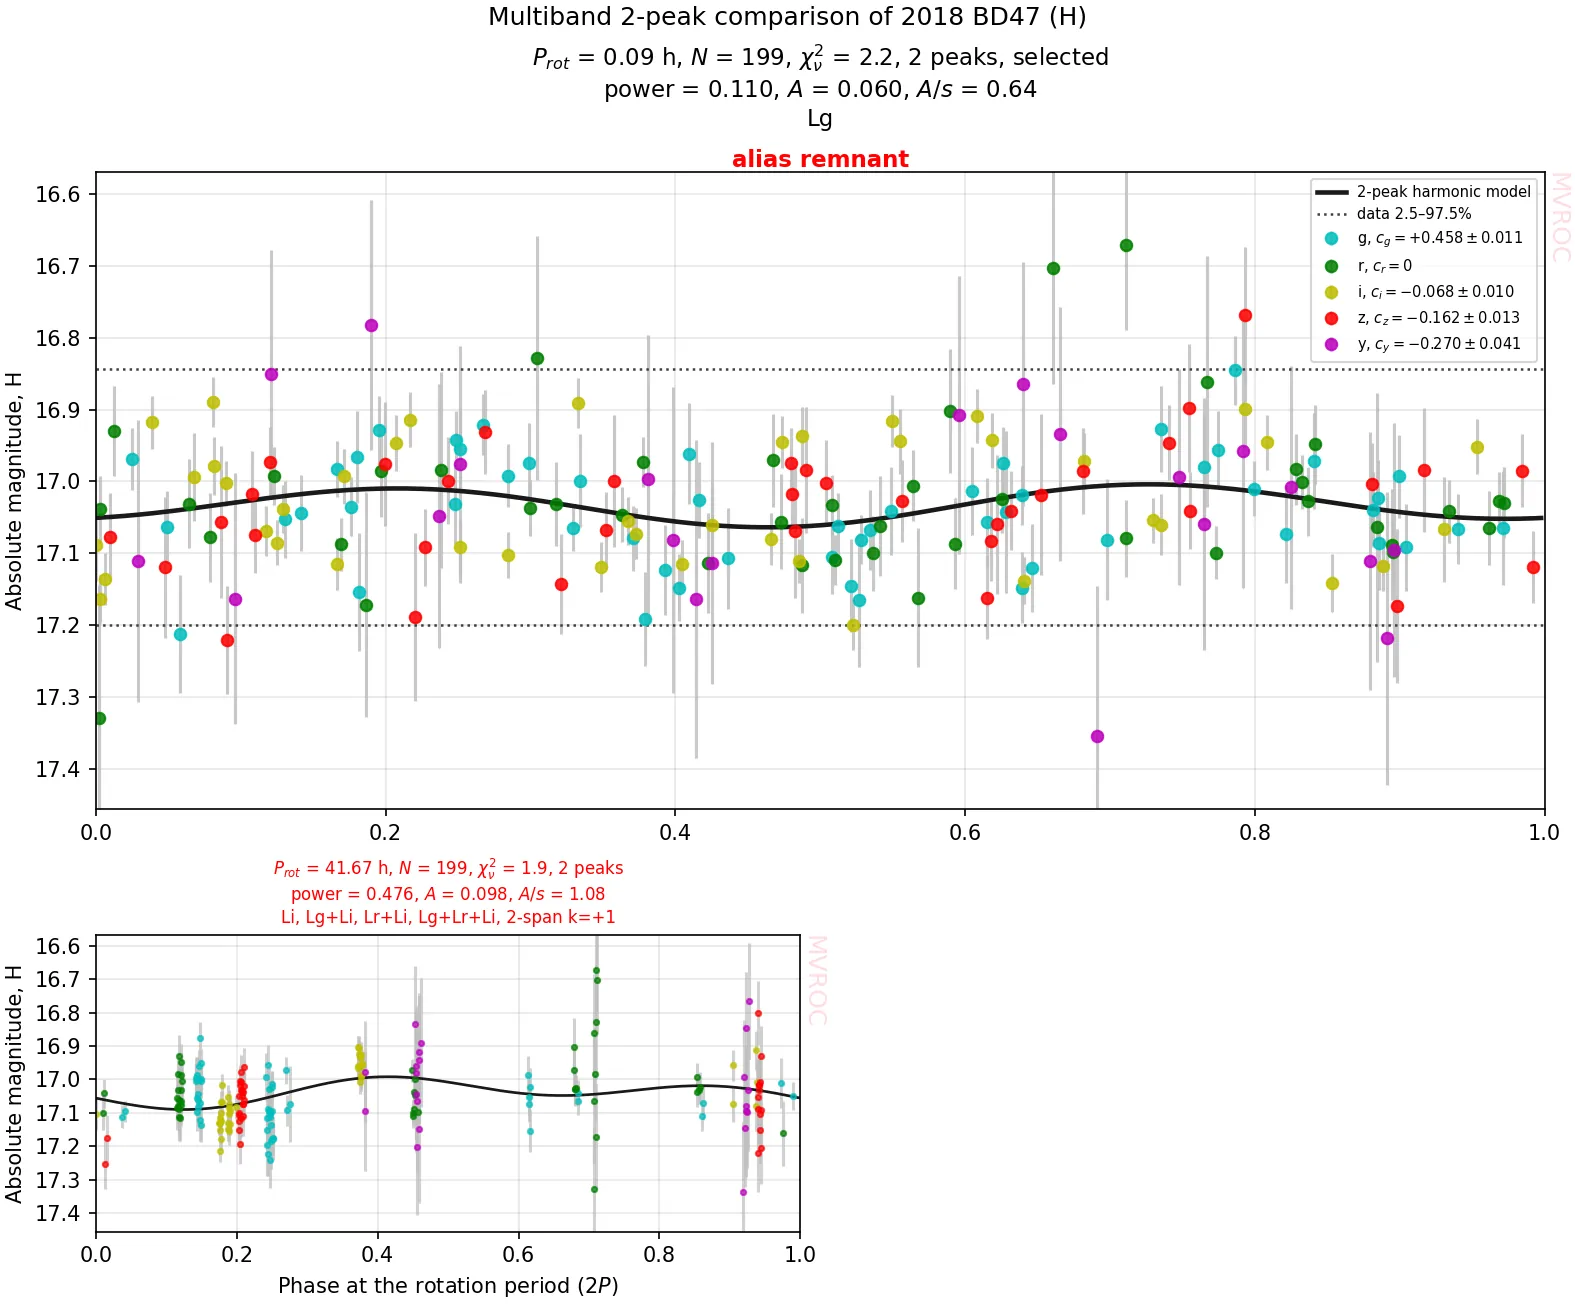 Multiband 2-peak comparison of 2018 BD47 (H)
P_rot = 0.09 h, N = 199, χ²_ν = 2.2, 2 peaks, selected
power = 0.110, A = 0.060, A/s = 0.64
Lg
alias remnant
Absolute magnitude, H
16.6
16.7
16.8
16.9
17.0
17.1
17.2
17.3
17.4
2-peak harmonic model
data 2.5–97.5%
g, c_g = +0.458 ± 0.011
r, c_r = 0
i, c_i = −0.068 ± 0.010
z, c_z = −0.162 ± 0.013
y, c_y = −0.270 ± 0.041
MVROC
0.0 0.2 0.4 0.6 0.8 1.0
P_rot = 41.67 h, N = 199, χ²_ν = 1.9, 2 peaks
power = 0.476, A = 0.098, A/s = 1.08
Li, Lg+Li, Lr+Li, Lg+Lr+Li, 2-span k=+1
Absolute magnitude, H
16.6
16.7
16.8
16.9
17.0
17.1
17.2
17.3
17.4
MVROC
0.0 0.2 0.4 0.6 0.8 1.0
Phase at the rotation period (2P)